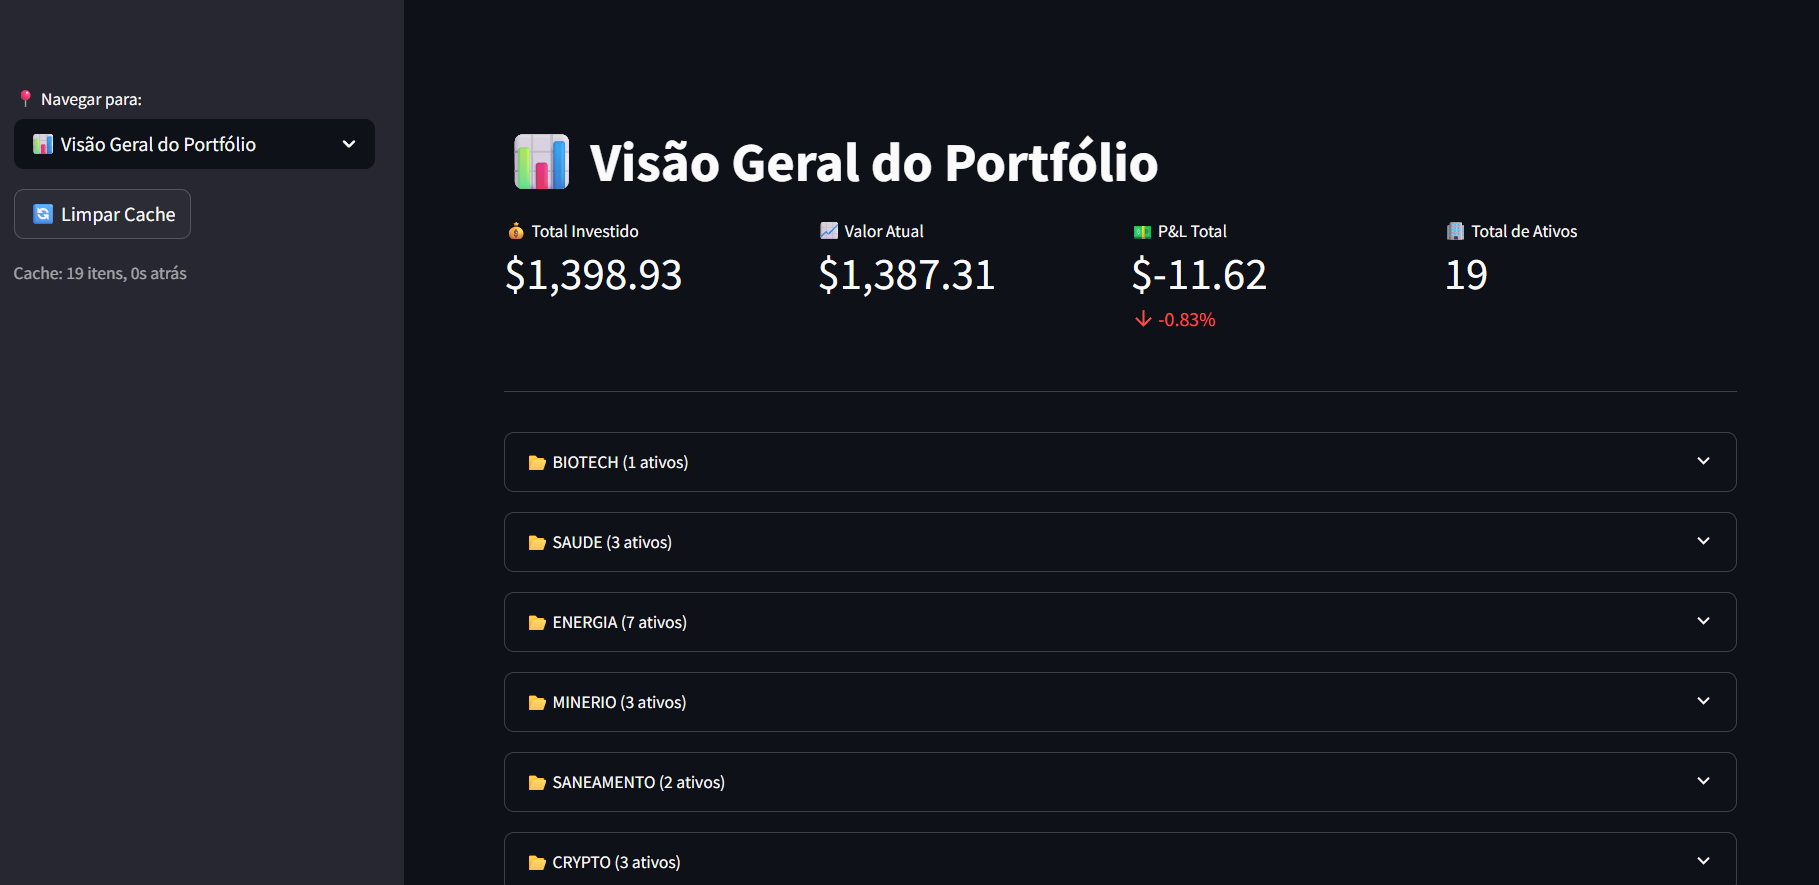 Navegar para:
Visão Geral do Portfólio
Limpar Cache
Cache: 19 itens, 0s atrás
Visão Geral do Portfólio
Total Investido
$1,398.93
Valor Atual
$1,387.31
P&L Total
$-11.62
-0.83%
Total de Ativos
19
BIOTECH (1 ativos)
SAUDE (3 ativos)
ENERGIA (7 ativos)
MINERIO (3 ativos)
SANEAMENTO (2 ativos)
CRYPTO (3 ativos)